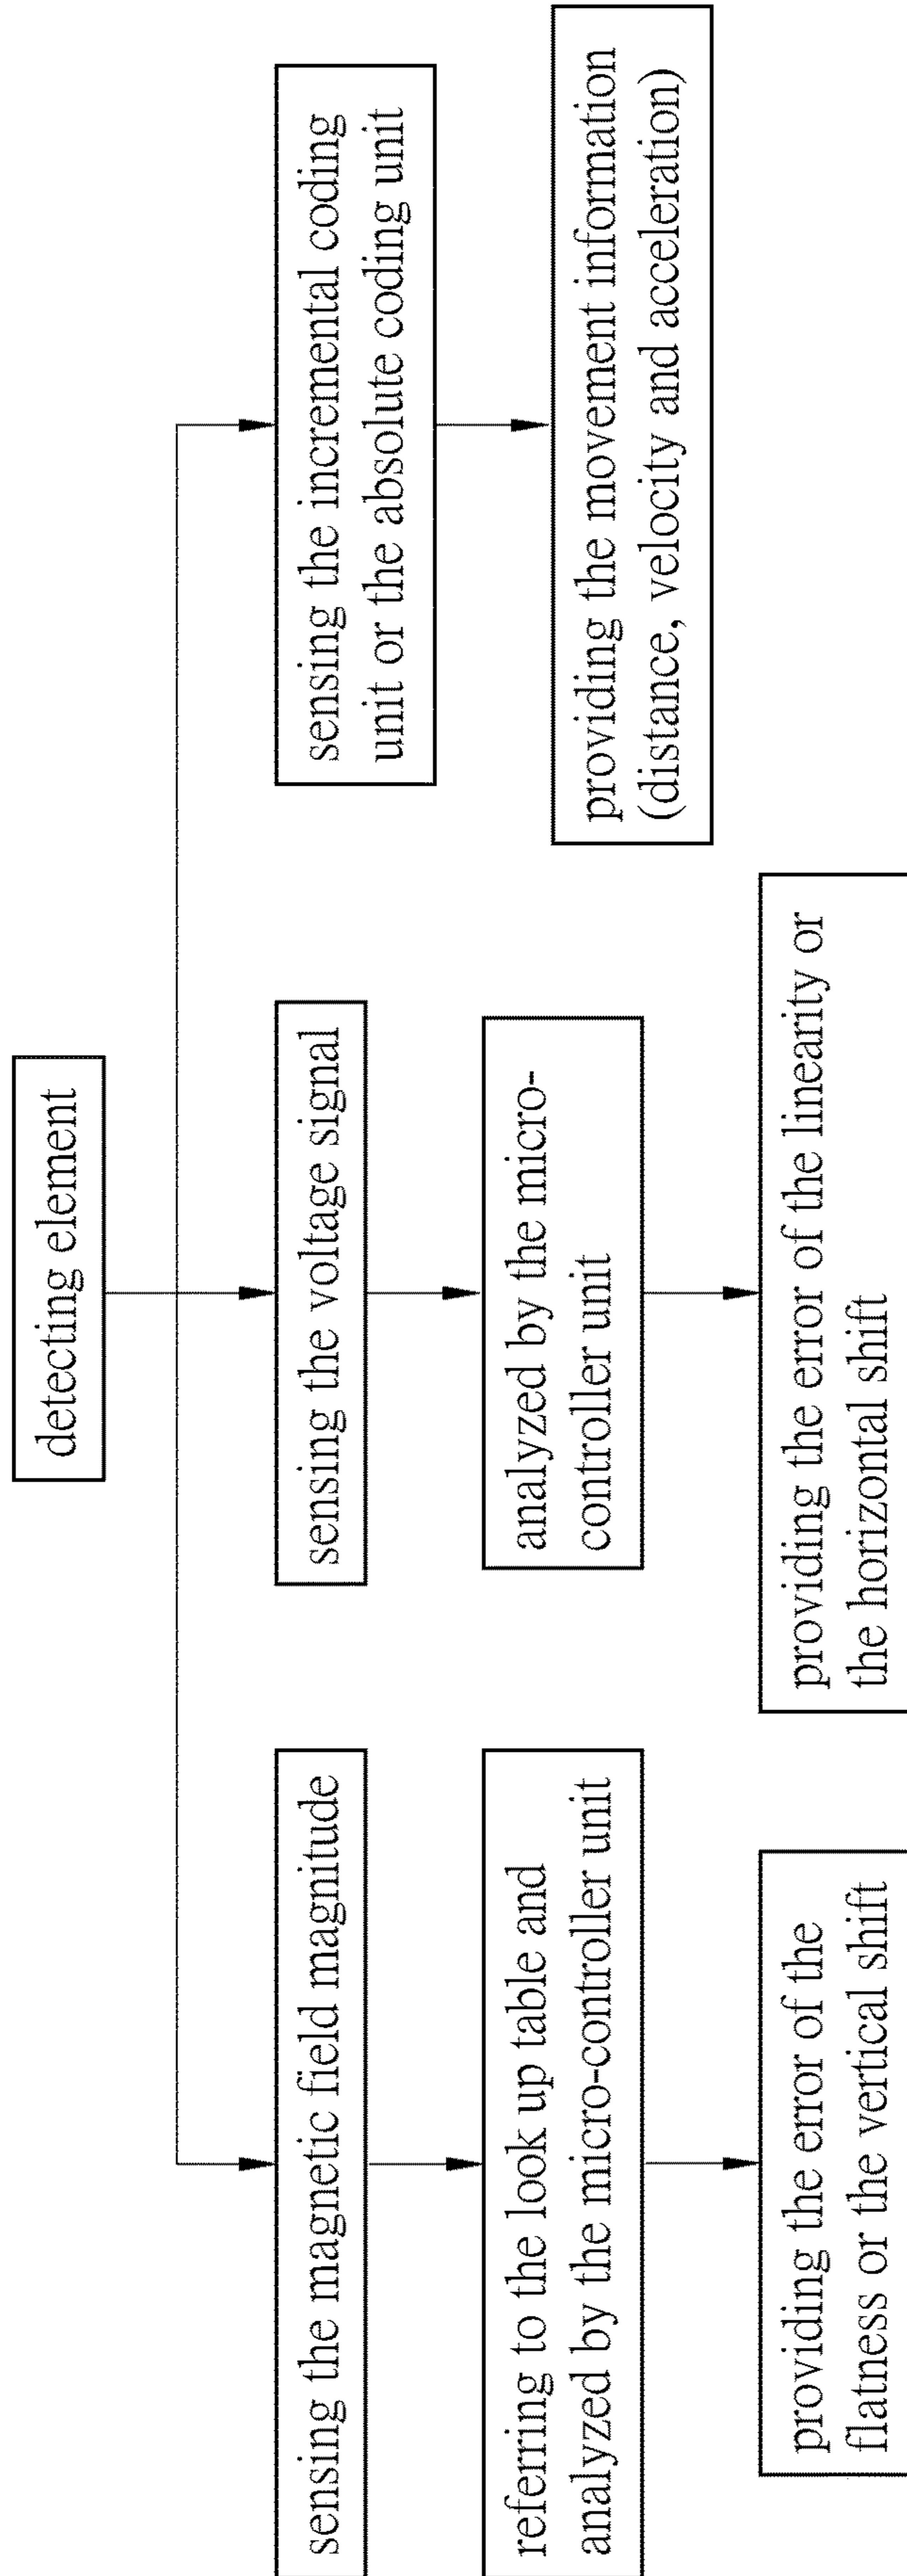 detecting element
sensing the magnetic field magnitude
referring to the look up table and
analyzed by the micro-controller unit
providing the error of the
flatness or the vertical shift
sensing the voltage signal
analyzed by the micro-
controller unit
providing the error of the linearity or
the horizontal shift
sensing the incremental coding
unit or the absolute coding unit
providing the movement information
(distance, velocity and acceleration)